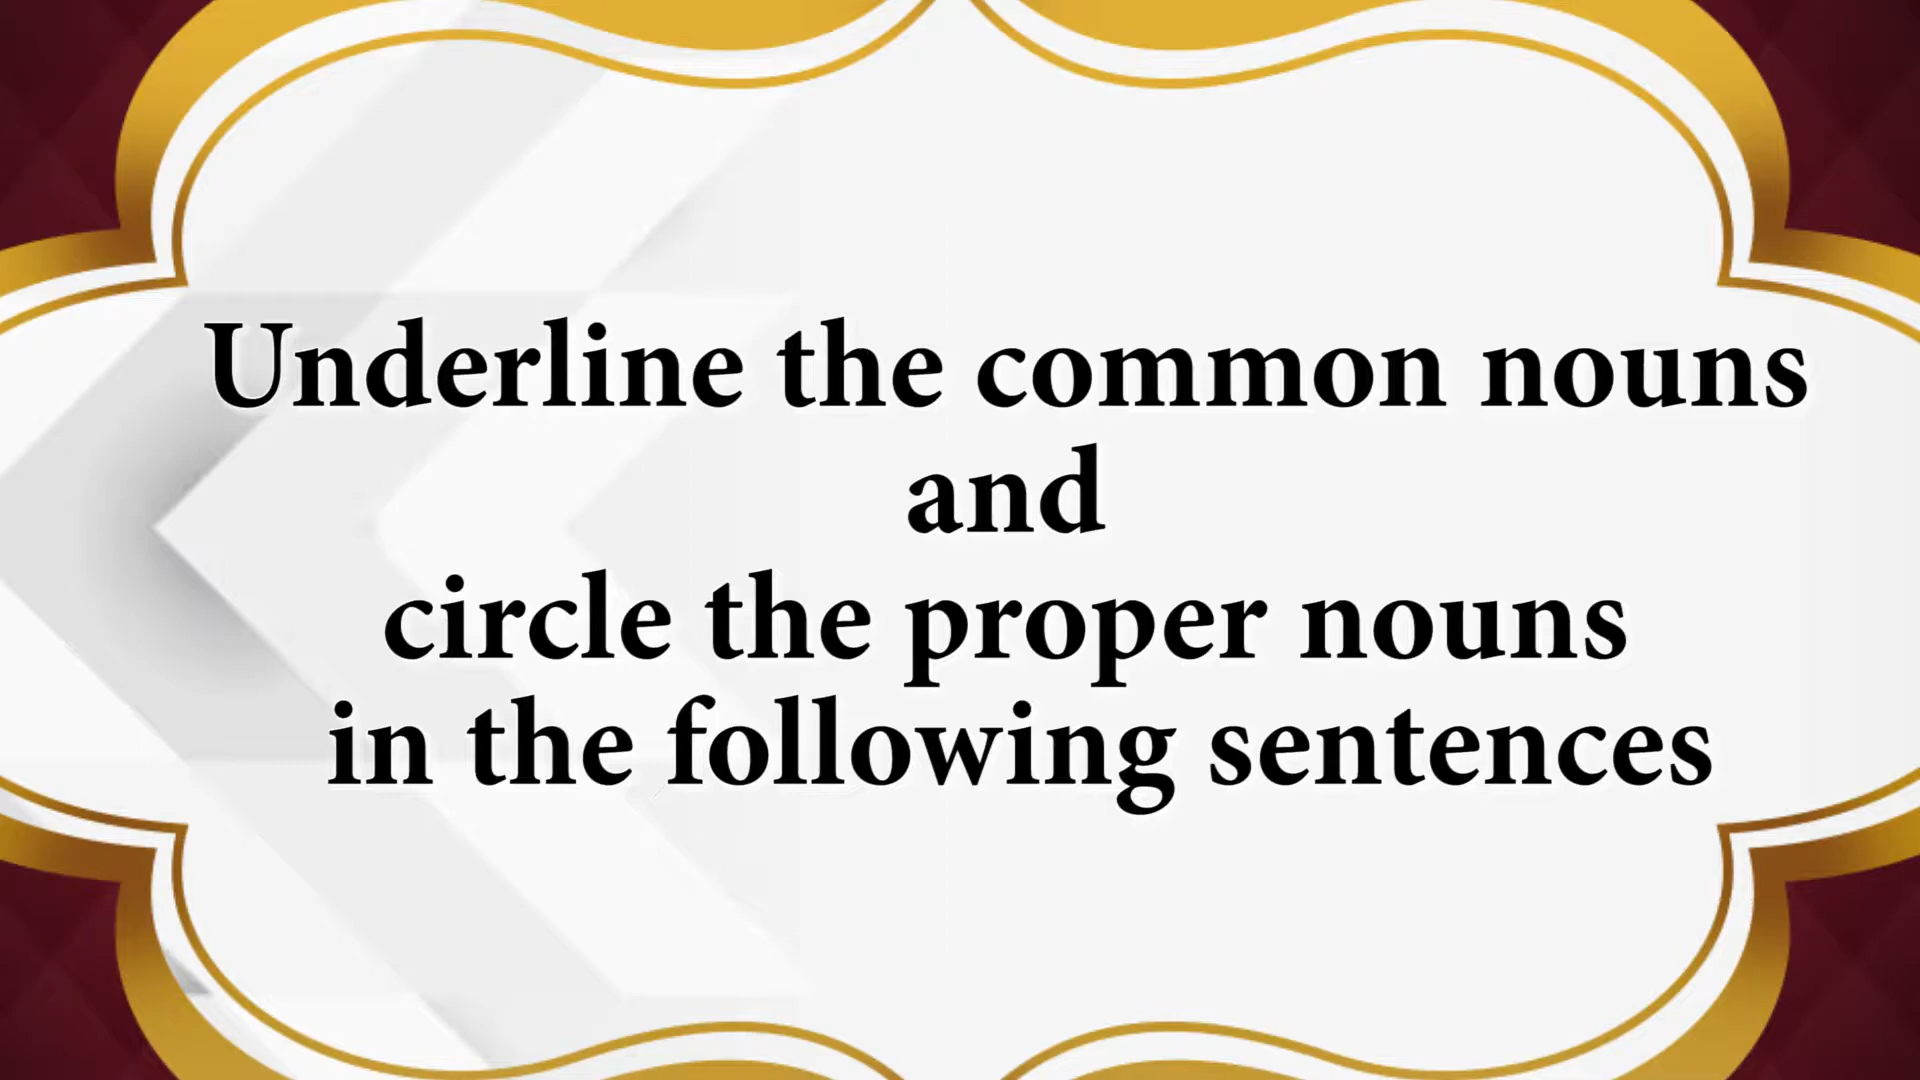 Underline the common nouns
and
circle the proper nouns
in the following sentences